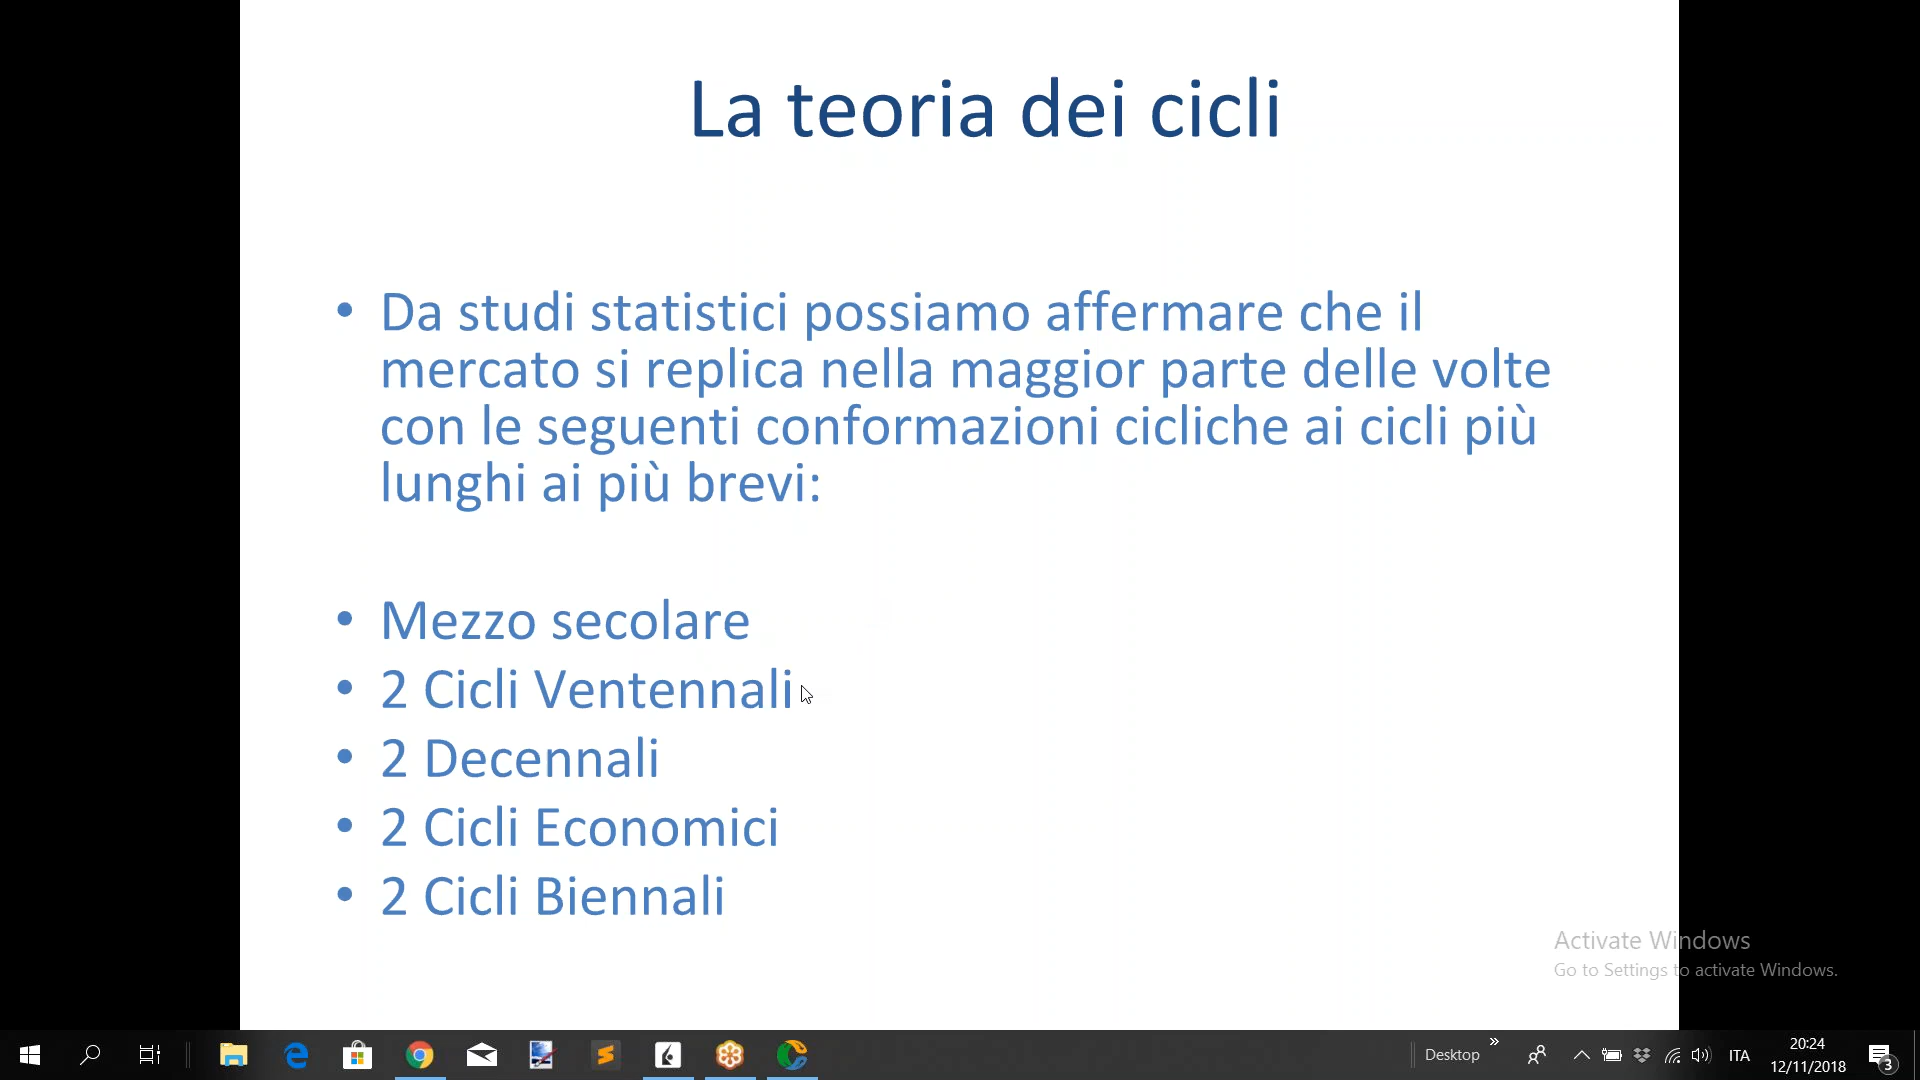 La teoria dei cicli
• Da studi statistici possiamo affermare che il
mercato si replica nella maggior parte delle volte
con le seguenti conformazioni cicliche ai cicli più
lunghi ai più brevi:
• Mezzo secolare
• 2 Cicli Ventennali
• 2 Decennali
• 2 Cicli Economici
• 2 Cicli Biennali
Activate Windows
Go to Settings to activate Windows.
Desktop
ITA
20:24
12/11/2018
3